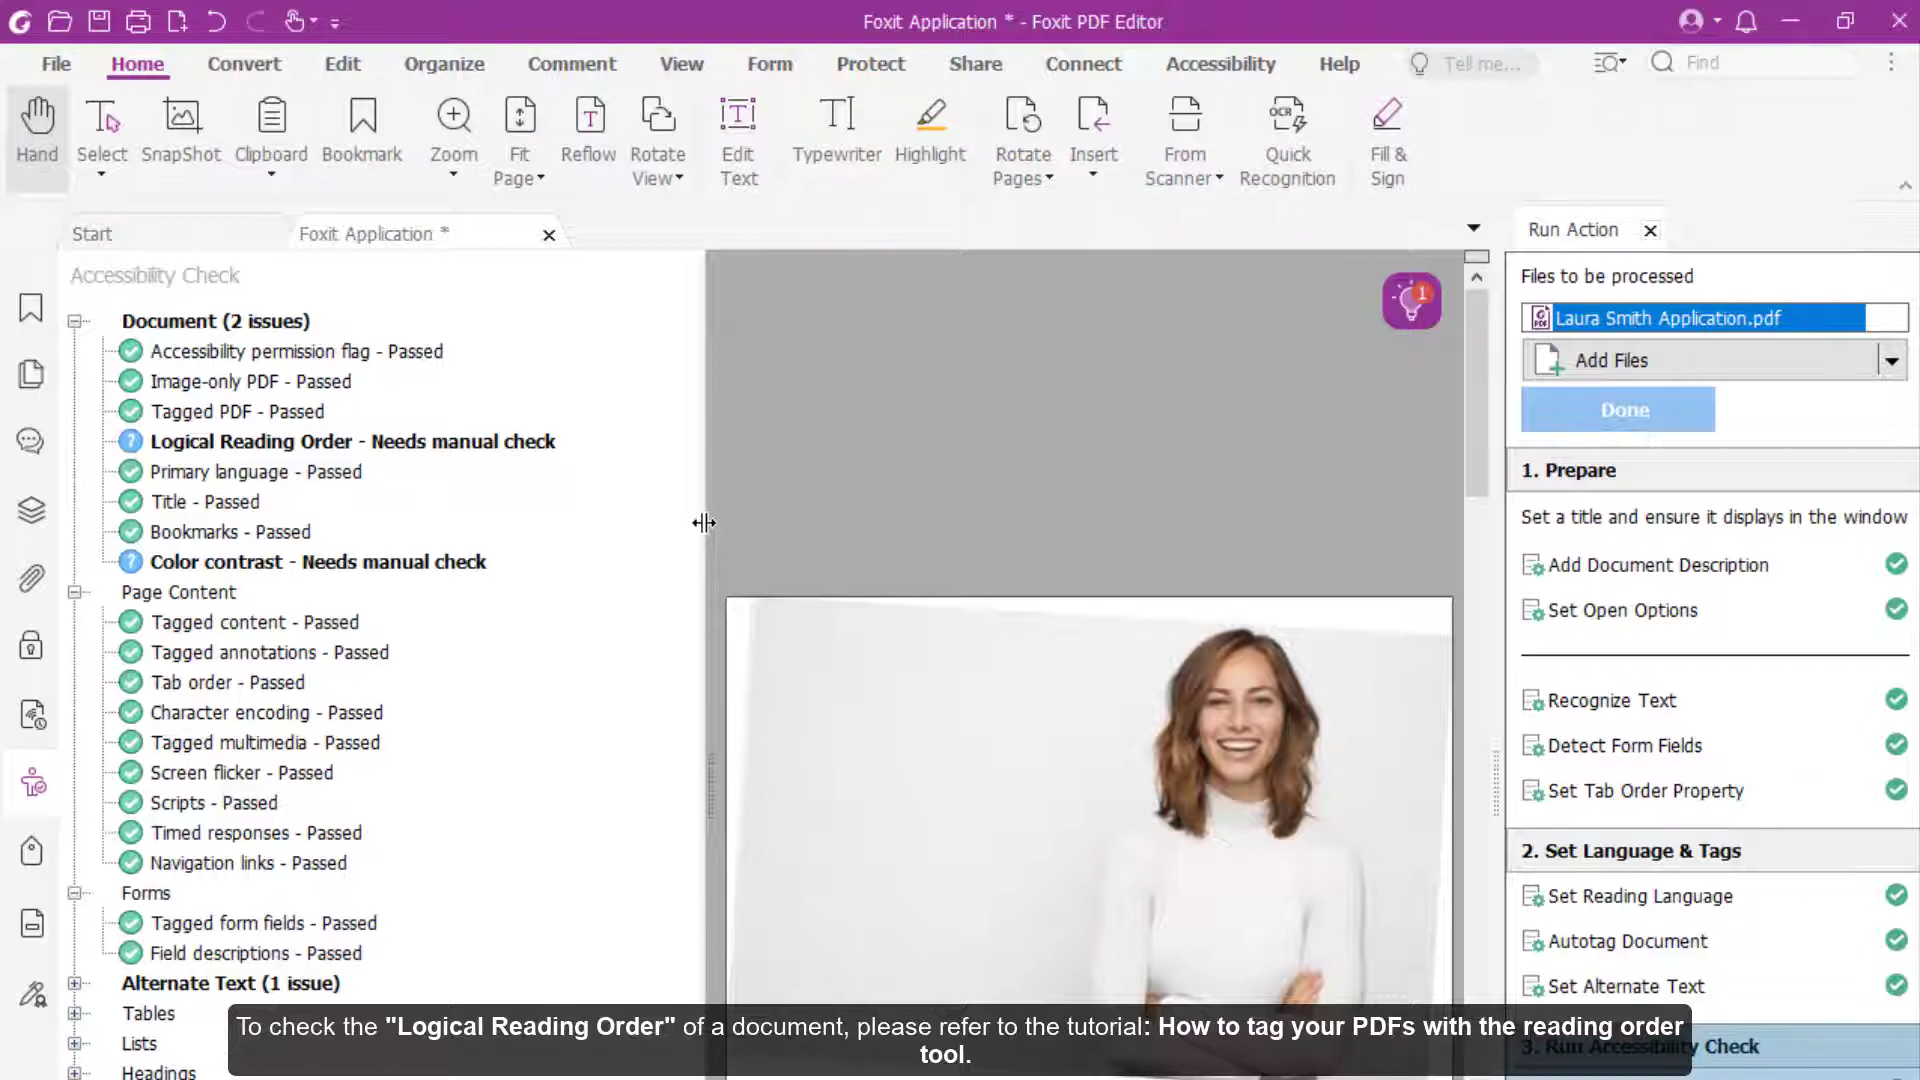 Foxit Application * - Foxit PDF Editor
File Home Convert Edit Organize Comment View Form Protect Share Connect Accessibility Help Tell me... Find
Hand Select SnapShot Clipboard Bookmark Zoom Fit Page Reflow Rotate View Edit Text Typewriter Highlight Rotate Pages Insert From Scanner OCR Quick Recognition Fill & Sign
Start Foxit Application *
Accessibility Check
Document (2 issues)
Accessibility permission flag - Passed
Image-only PDF - Passed
Tagged PDF - Passed
Logical Reading Order - Needs manual check
Primary language - Passed
Title - Passed
Bookmarks - Passed
Color contrast - Needs manual check
Page Content
Tagged content - Passed
Tagged annotations - Passed
Tab order - Passed
Character encoding - Passed
Tagged multimedia - Passed
Screen flicker - Passed
Scripts - Passed
Timed responses - Passed
Navigation links - Passed
Forms
Tagged form fields - Passed
Field descriptions - Passed
Alternate Text (1 issue)
Tables
Lists
Headings
1
Run Action
Files to be processed
Laura Smith Application.pdf
Add Files
Done
1. Prepare
Set a title and ensure it displays in the window
Add Document Description
Set Open Options
Recognize Text
Detect Form Fields
Set Tab Order Property
2. Set Language & Tags
Set Reading Language
Autotag Document
Set Alternate Text
3. Run Accessibility Check
To check the "Logical Reading Order" of a document, please refer to the tutorial: How to tag your PDFs with the reading order
tool.